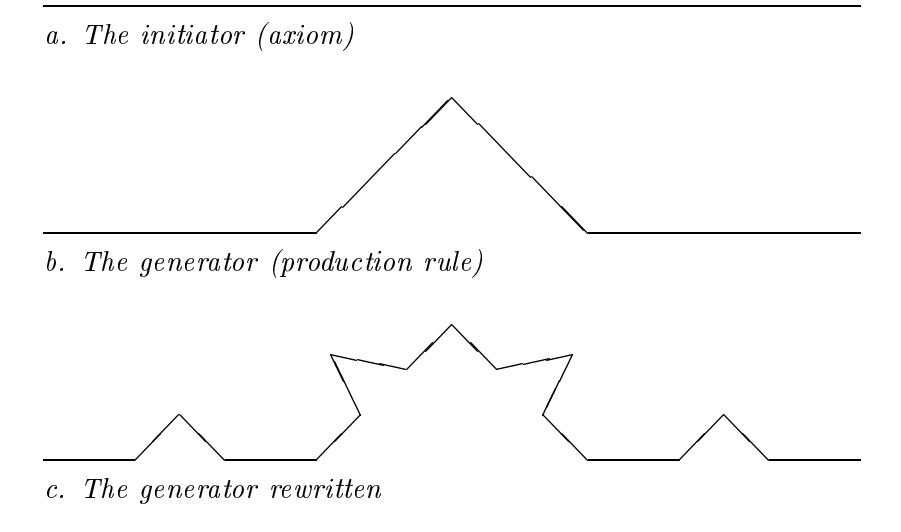 a. The initiator (axiom)
b. The generator (production rule)
c. The generator rewritten